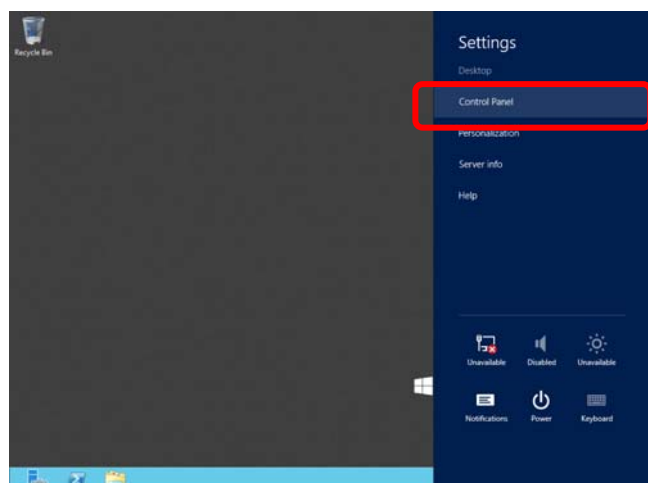 Recycle Bin
Settings
Desktop
Control Panel
Personalization
Server info
Help
Unavailable Disabled Unavailable
Notifications Power Keyboard